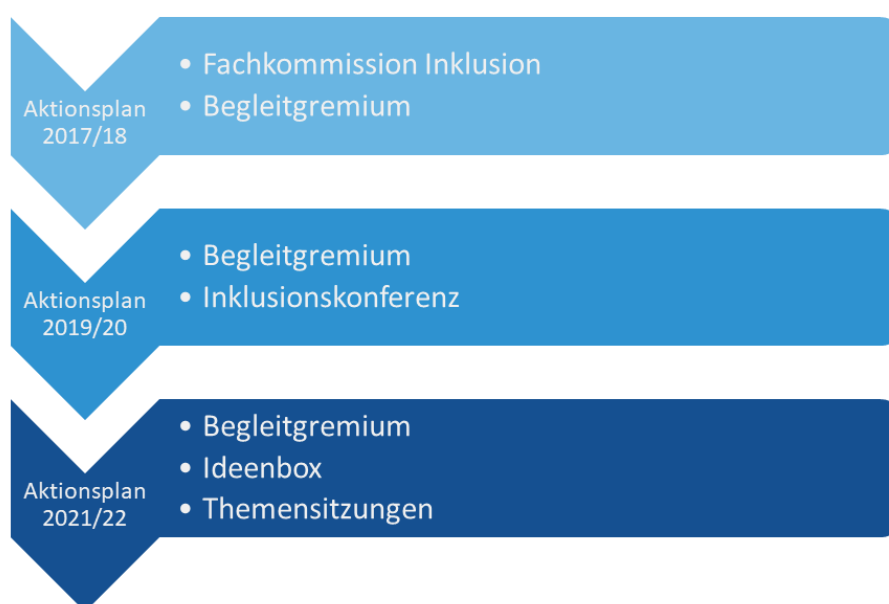 Aktionsplan
2017/18
• Fachkommission Inklusion
• Begleitgremium
Aktionsplan
2019/20
• Begleitgremium
• Inklusionskonferenz
Aktionsplan
2021/22
• Begleitgremium
• Ideenbox
• Themensitzungen